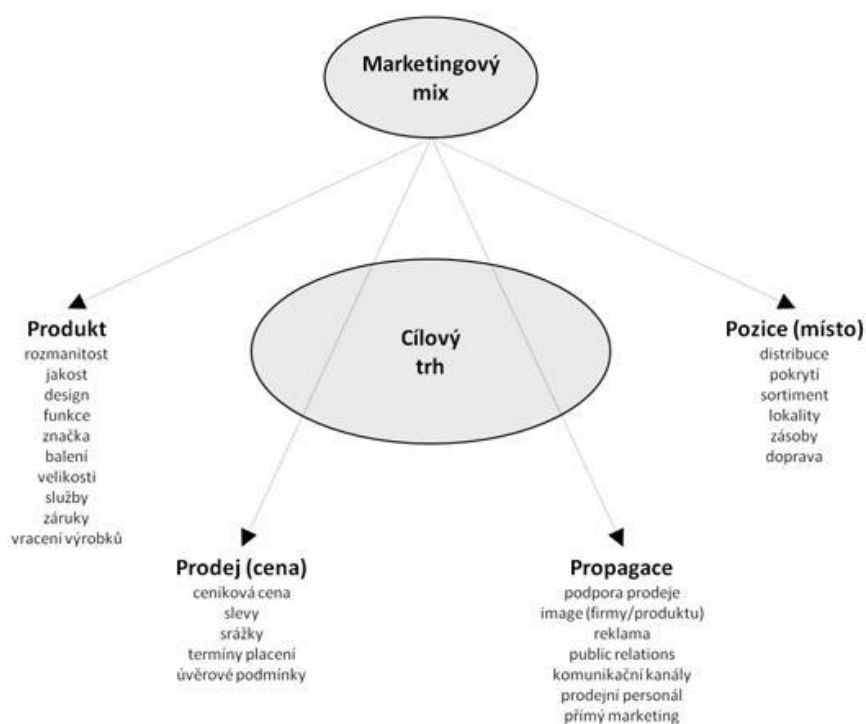 Marketingový
mix
Cílový
trh
Produkt
rozmanitost
jakost
design
funkce
značka
balení
velikosti
služby
záruky
vracení výrobků
Prodej (cena)
ceníková cena
slevy
srážky
termíny placení
úvěrové podmínky
Propagace
podpora prodeje
image (firmy/produktu)
reklama
public relations
komunikační kanály
prodejní personál
přímý marketing
Pozice (místo)
distribuce
pokrytí
sortiment
lokality
zásoby
doprava